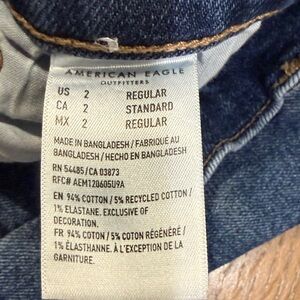 AMERICAN EAGLE
OUTFITTERS
US 2 REGULAR
CA 2 STANDARD
MX 2 REGULAR
MADE IN BANGLADESH / FABRIQUÉ AU
BANGLADESH / HECHO EN BANGLADESH
RN 54485/CA 03873
RFC# AEM120605U9A
EN 94% COTTON / 5% RECYCLED COTTON /
1% ELASTANE. EXCLUSIVE OF
DECORATION.
FR 94% COTON / 5% COTON RÉGÉNÉRÉ /
1% ÉLASTHANNE. À L'EXCEPTION DE LA
GARNITURE.